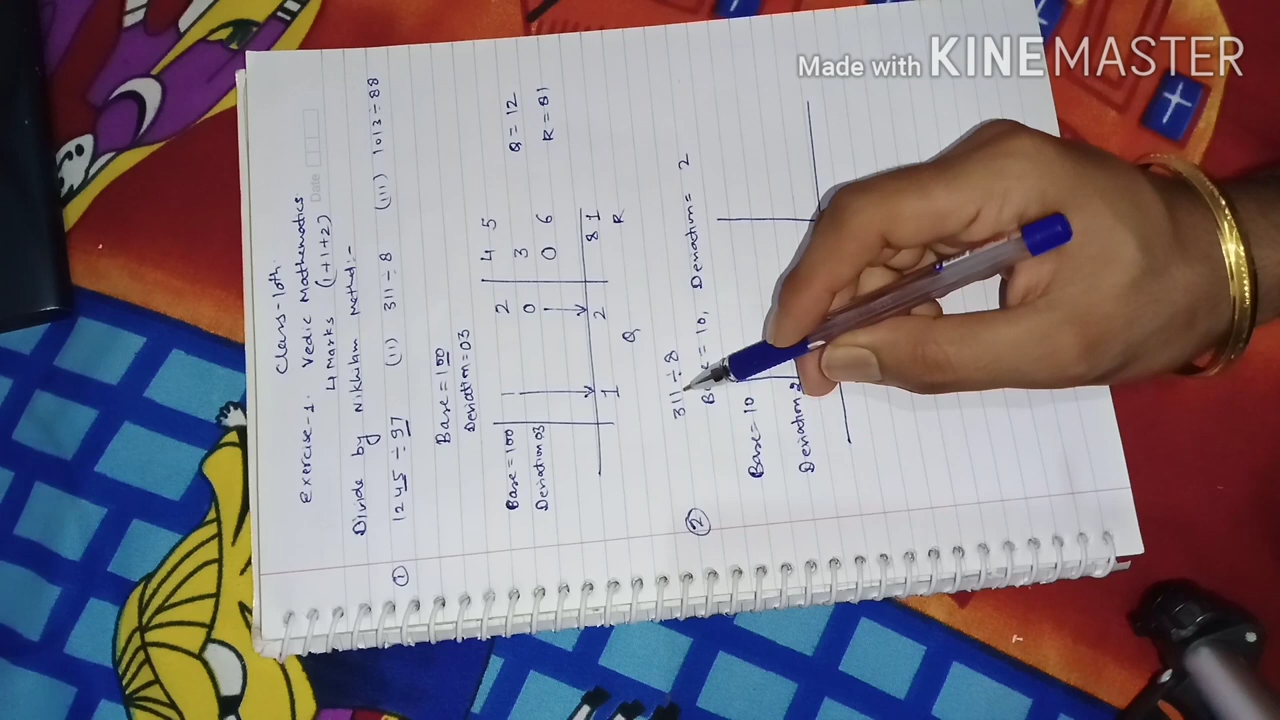 Made with KINEMASTER
Date
Class-10th.
Exercise-1. Vedic Mathematics
4 Marks (1+1+2)
Divide by Nikhilam Method:-
① 1245 ÷ 97 (11) 311 ÷ 8 (111) 1013 ÷ 88
Base = 100
Deviation = 03
Base = 100 1 2 4 5
Deviation 03 0 3 Q = 12
0 6 R = 81
1 2 8 1
Q R
② 311 ÷ 8
= 10, Deviation = 2
Base = 10
Deviation 2